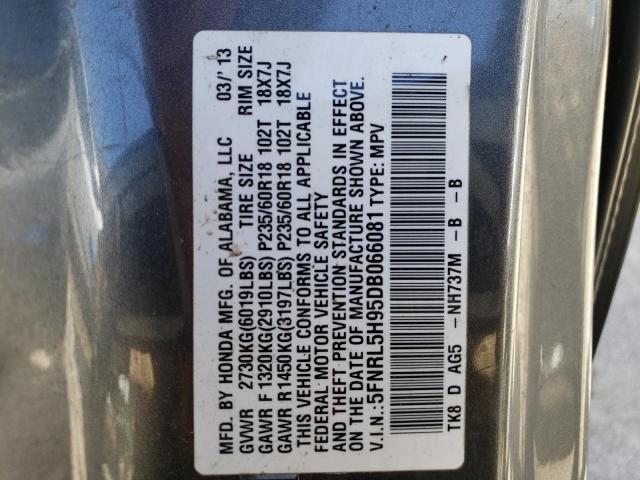 MFD. BY HONDA MFG. OF ALABAMA, LLC 03/' 13
GVWR 2730KG(6019LBS) TIRE SIZE RIM SIZE
GAWR F 1320KG(2910LBS) P235/60R18 102T 18X7J
GAWR R1450KG(3197LBS) P235/60R18 102T 18X7J
THIS VEHICLE CONFORMS TO ALL APPLICABLE
FEDERAL MOTOR VEHICLE SAFETY
AND THEFT PREVENTION STANDARDS IN EFFECT
ON THE DATE OF MANUFACTURE SHOWN ABOVE.
V.I.N.:5FNRL5H95DB066081 TYPE: MPV
TK8 D AG5 -NH737M -B -B